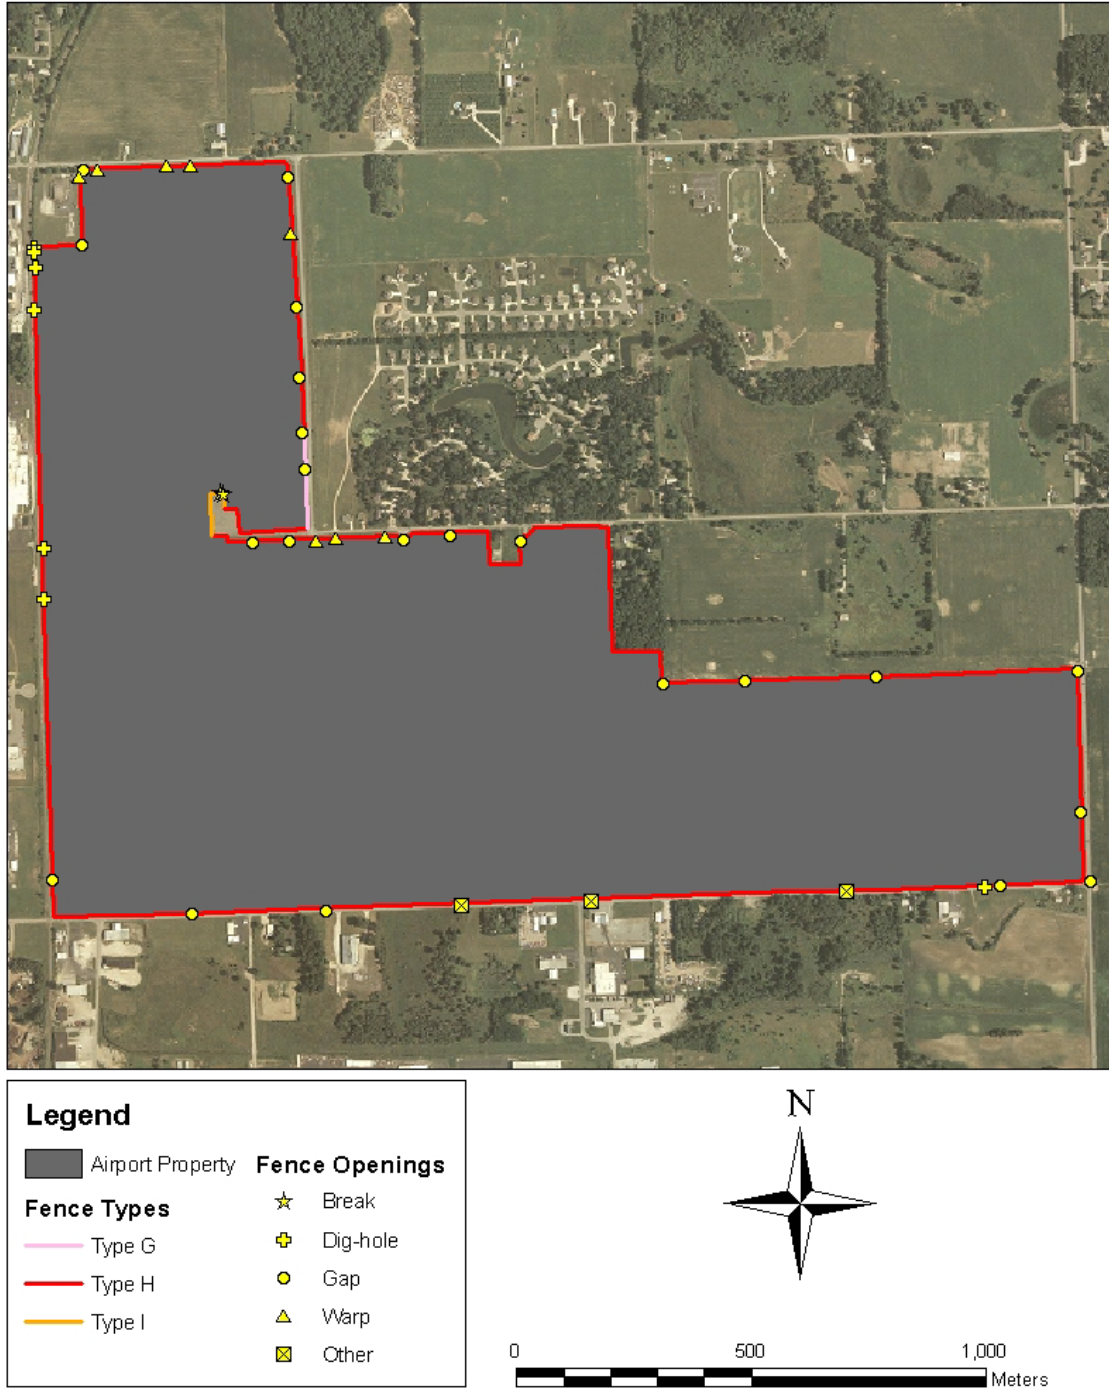 Legend
Airport Property
Fence Types
Type G
Type H
Type I
Fence Openings
Break
Dig-hole
Gap
Warp
Other
N
0 500 1,000
Meters